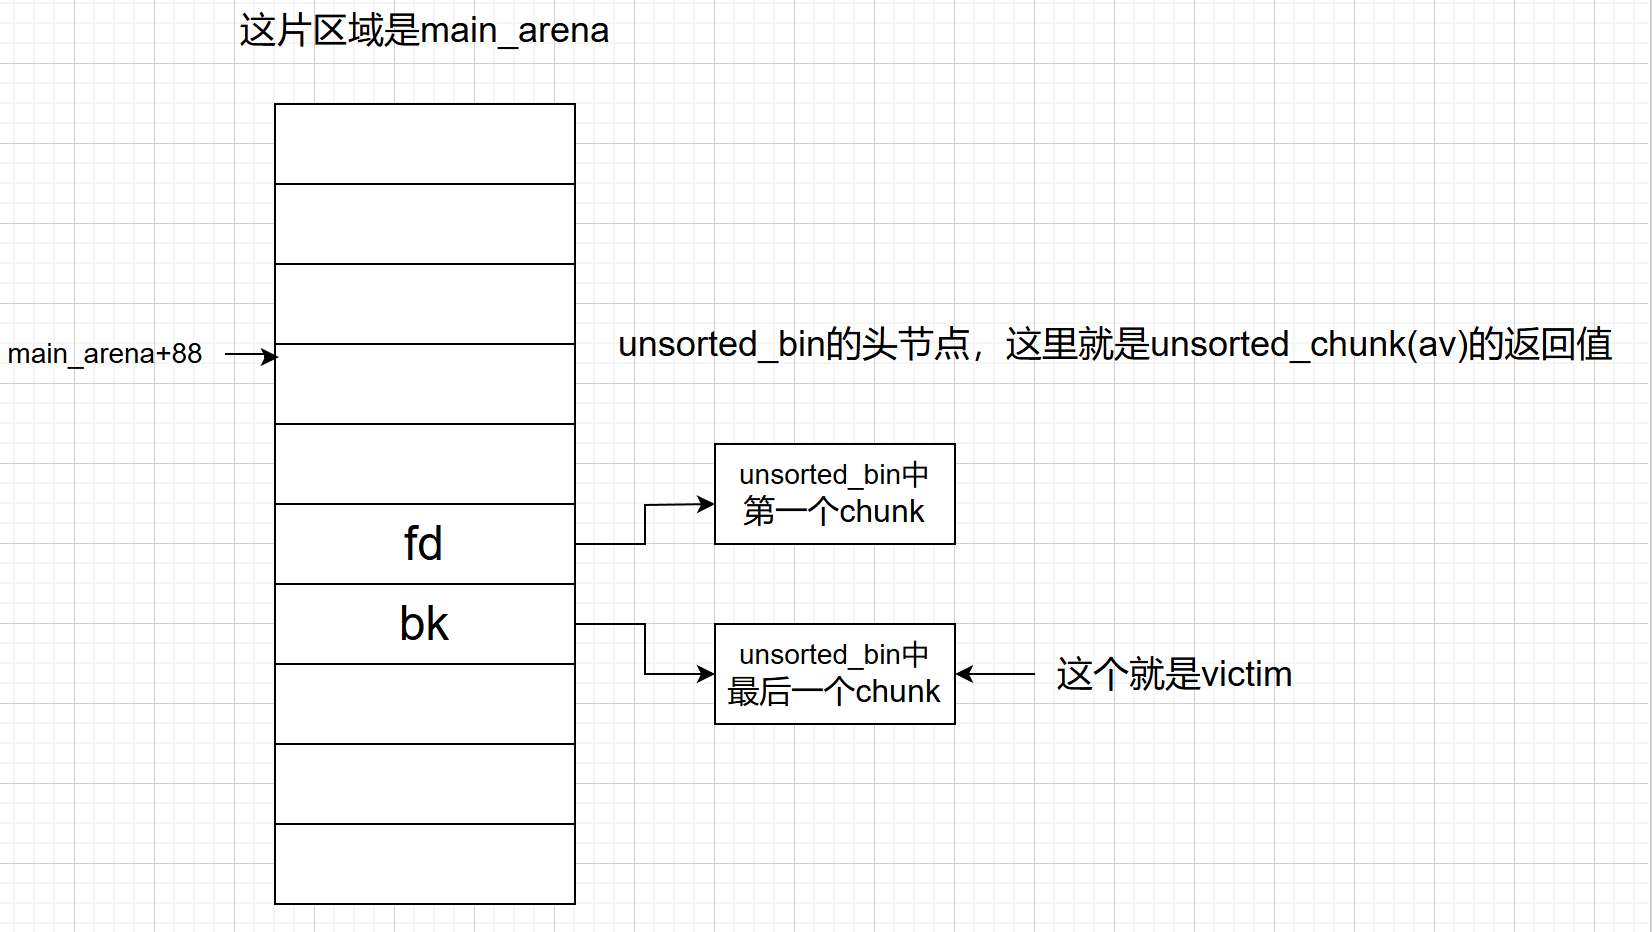 这片区域是main_arena
main_arena+88
unsorted_bin的头节点，这里就是unsorted_chunk(av)的返回值
unsorted_bin中
第一个chunk
fd
bk
unsorted_bin中
最后一个chunk
这个就是victim